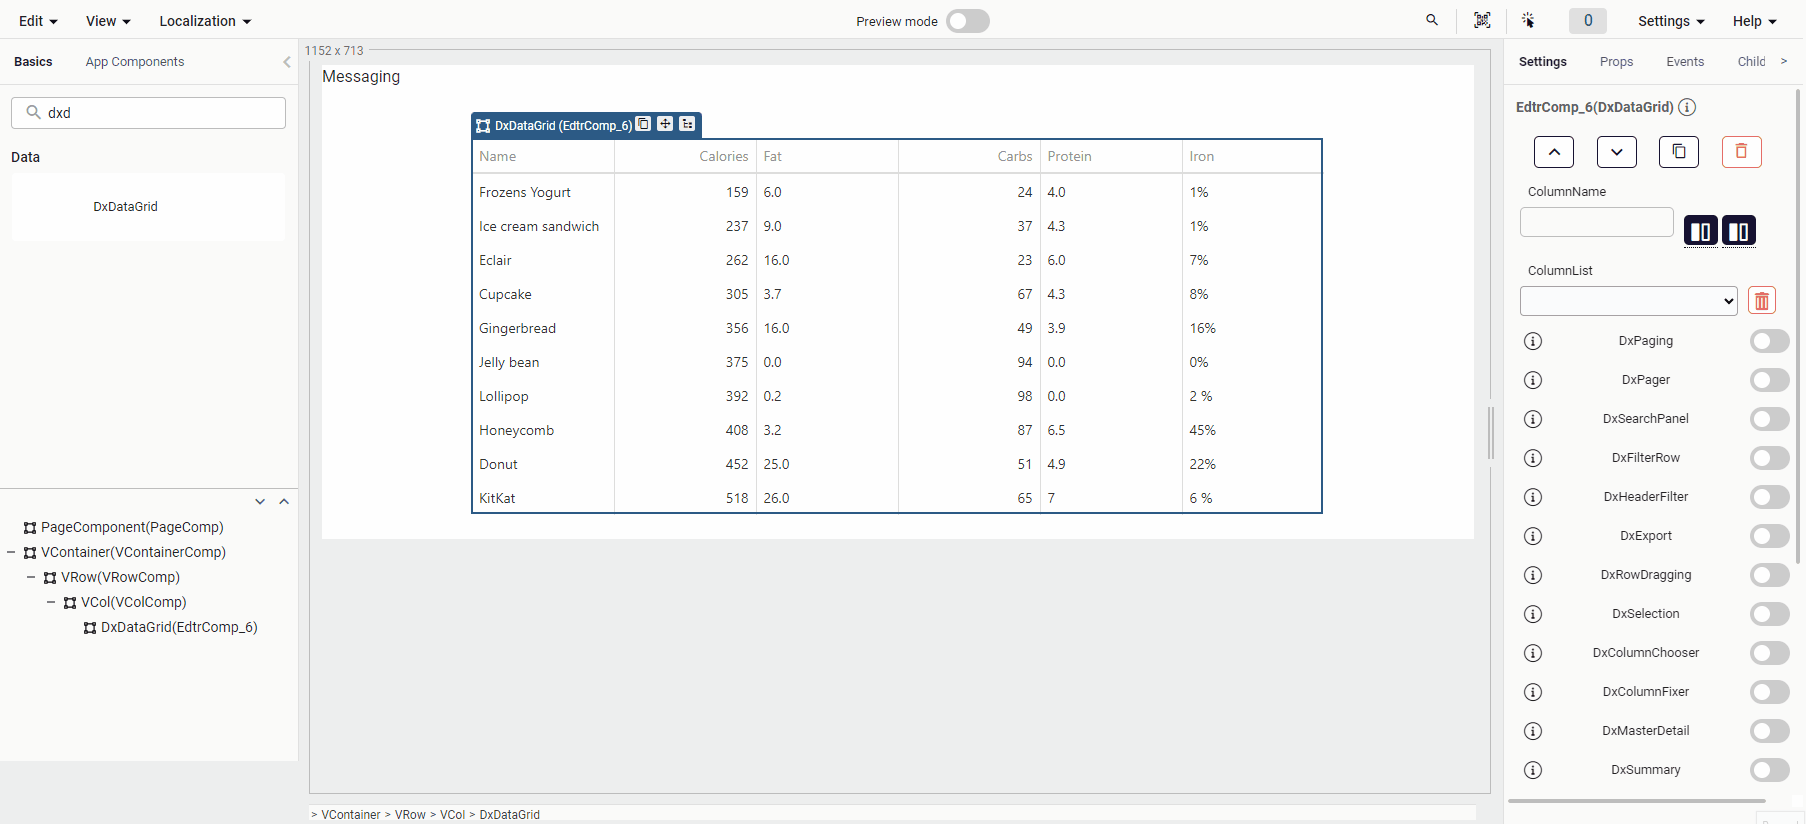 Edit View Localization Preview mode 0 Settings Help
Basics App Components
dxd
Data
DxDataGrid
PageComponent(PageComp)
VContainer(VContainerComp)
VRow(VRowComp)
VCol(VColComp)
DxDataGrid(EdtrComp_6)
1152 x 713
Messaging
DxDataGrid (EdtrComp_6)
Name Calories Fat Carbs Protein Iron
Frozens Yogurt 159 6.0 24 4.0 1%
Ice cream sandwich 237 9.0 37 4.3 1%
Eclair 262 16.0 23 6.0 7%
Cupcake 305 3.7 67 4.3 8%
Gingerbread 356 16.0 49 3.9 16%
Jelly bean 375 0.0 94 0.0 0%
Lollipop 392 0.2 98 0.0 2 %
Honeycomb 408 3.2 87 6.5 45%
Donut 452 25.0 51 4.9 22%
KitKat 518 26.0 65 7 6 %
> VContainer > VRow > VCol > DxDataGrid
Settings Props Events Child >
EdtrComp_6(DxDataGrid)
ColumnName
ColumnList
DxPaging
DxPager
DxSearchPanel
DxFilterRow
DxHeaderFilter
DxExport
DxRowDragging
DxSelection
DxColumnChooser
DxColumnFixer
DxMasterDetail
DxSummary